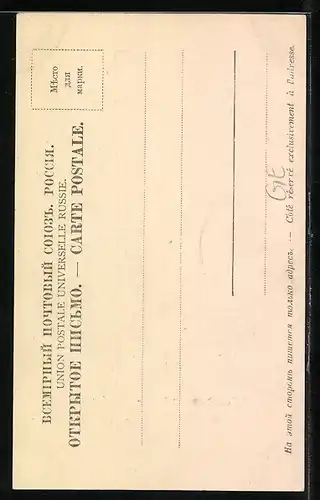 ВСЕМІРНЫЙ ПОЧТОВЫЙ СОЮЗЪ. РОССІЯ.
UNION POSTALE UNIVERSELLE RUSSIE.
ОТКРЫТОЕ ПИСЬМО. — CARTE POSTALE.
Мѣсто
для
марки.
На этой сторонѣ пишется только адресъ. — Côté réservé exclusivement à l'adresse.